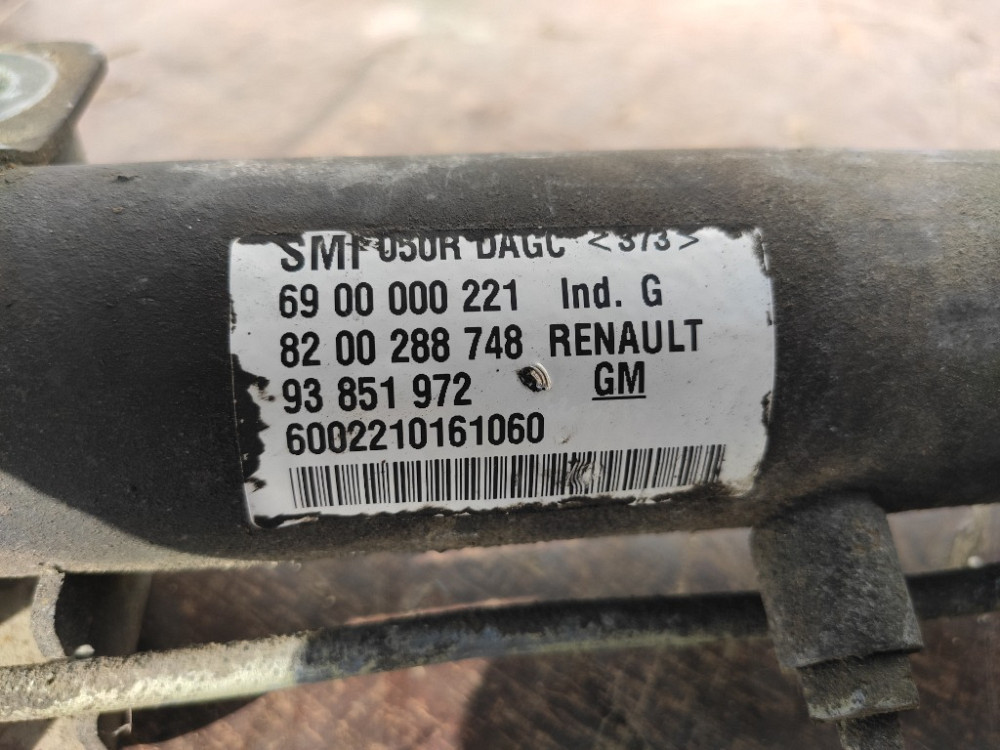 SMI 050R DAGC <373>
69 00 000 221 Ind. G
82 00 288 748 RENAULT
93 851 972 GM
6002210161060